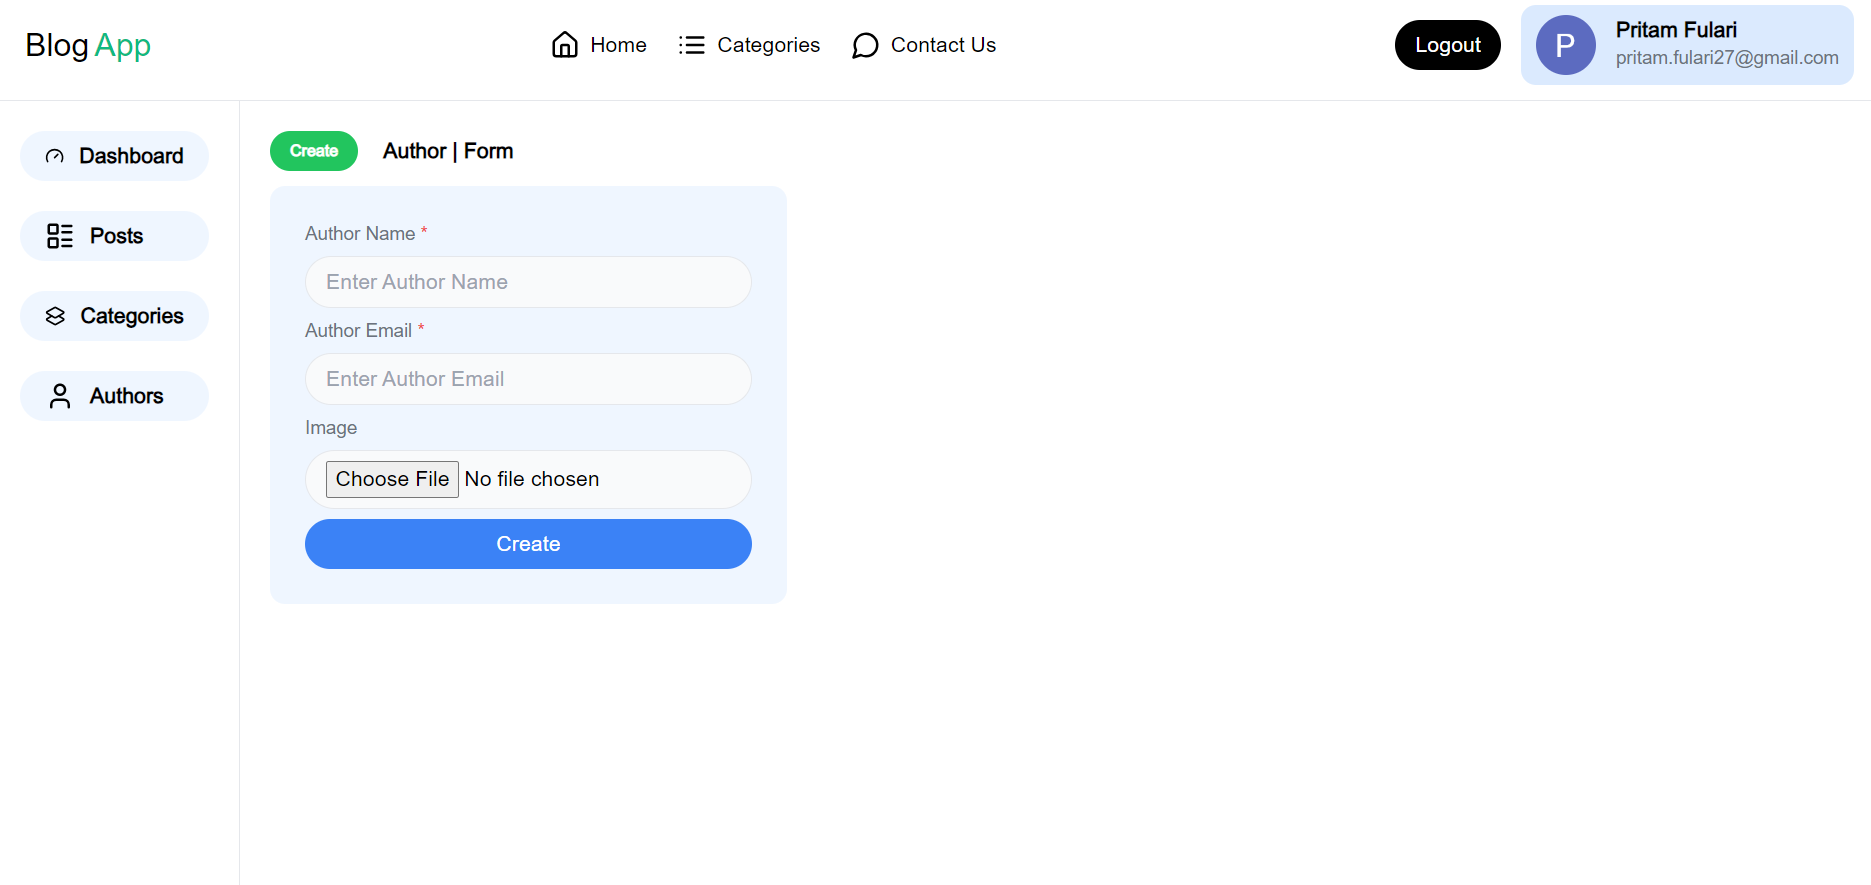 Blog App
Home
Categories
Contact Us
Logout
P
Pritam Fulari
pritam.fulari27@gmail.com
Dashboard
Posts
Categories
Authors
Create
Author | Form
Author Name *
Enter Author Name
Author Email *
Enter Author Email
Image
Choose File No file chosen
Create